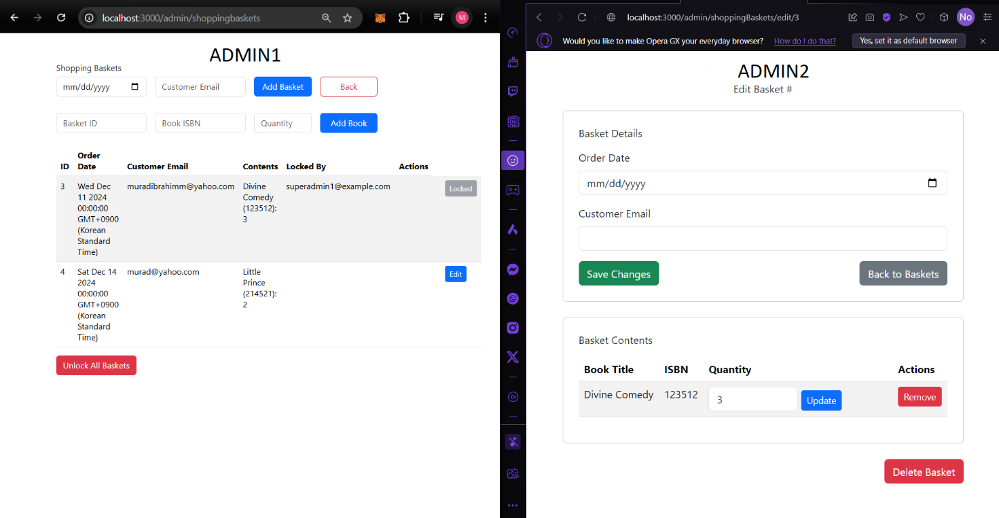 localhost:3000/admin/shoppingbaskets
M
ADMIN1
Shopping Baskets
mm/dd/yyyy Customer Email Add Basket Back
Basket ID Book ISBN Quantity Add Book
Order
ID Date Customer Email Contents Locked By Actions
3 Wed Dec muradibrahimm@yahoo.com Divine superadmin1@example.com Locked
11 2024 Comedy
00:00:00 (123512):
GMT+0900 3
(Korean
Standard
Time)
4 Sat Dec 14 murad@yahoo.com Little Edit
2024 Prince
00:00:00 (214521):
GMT+0900 2
(Korean
Standard
Time)
Unlock All Baskets
localhost:3000/admin/shoppingBaskets/edit/3
No
Would you like to make Opera GX your everyday browser? How do I do that? Yes, set it as default browser
ADMIN2
Edit Basket #
Basket Details
Order Date
mm/dd/yyyy
Customer Email
Save Changes Back to Baskets
Basket Contents
Book Title ISBN Quantity Actions
Divine Comedy 123512 3 Update Remove
Delete Basket